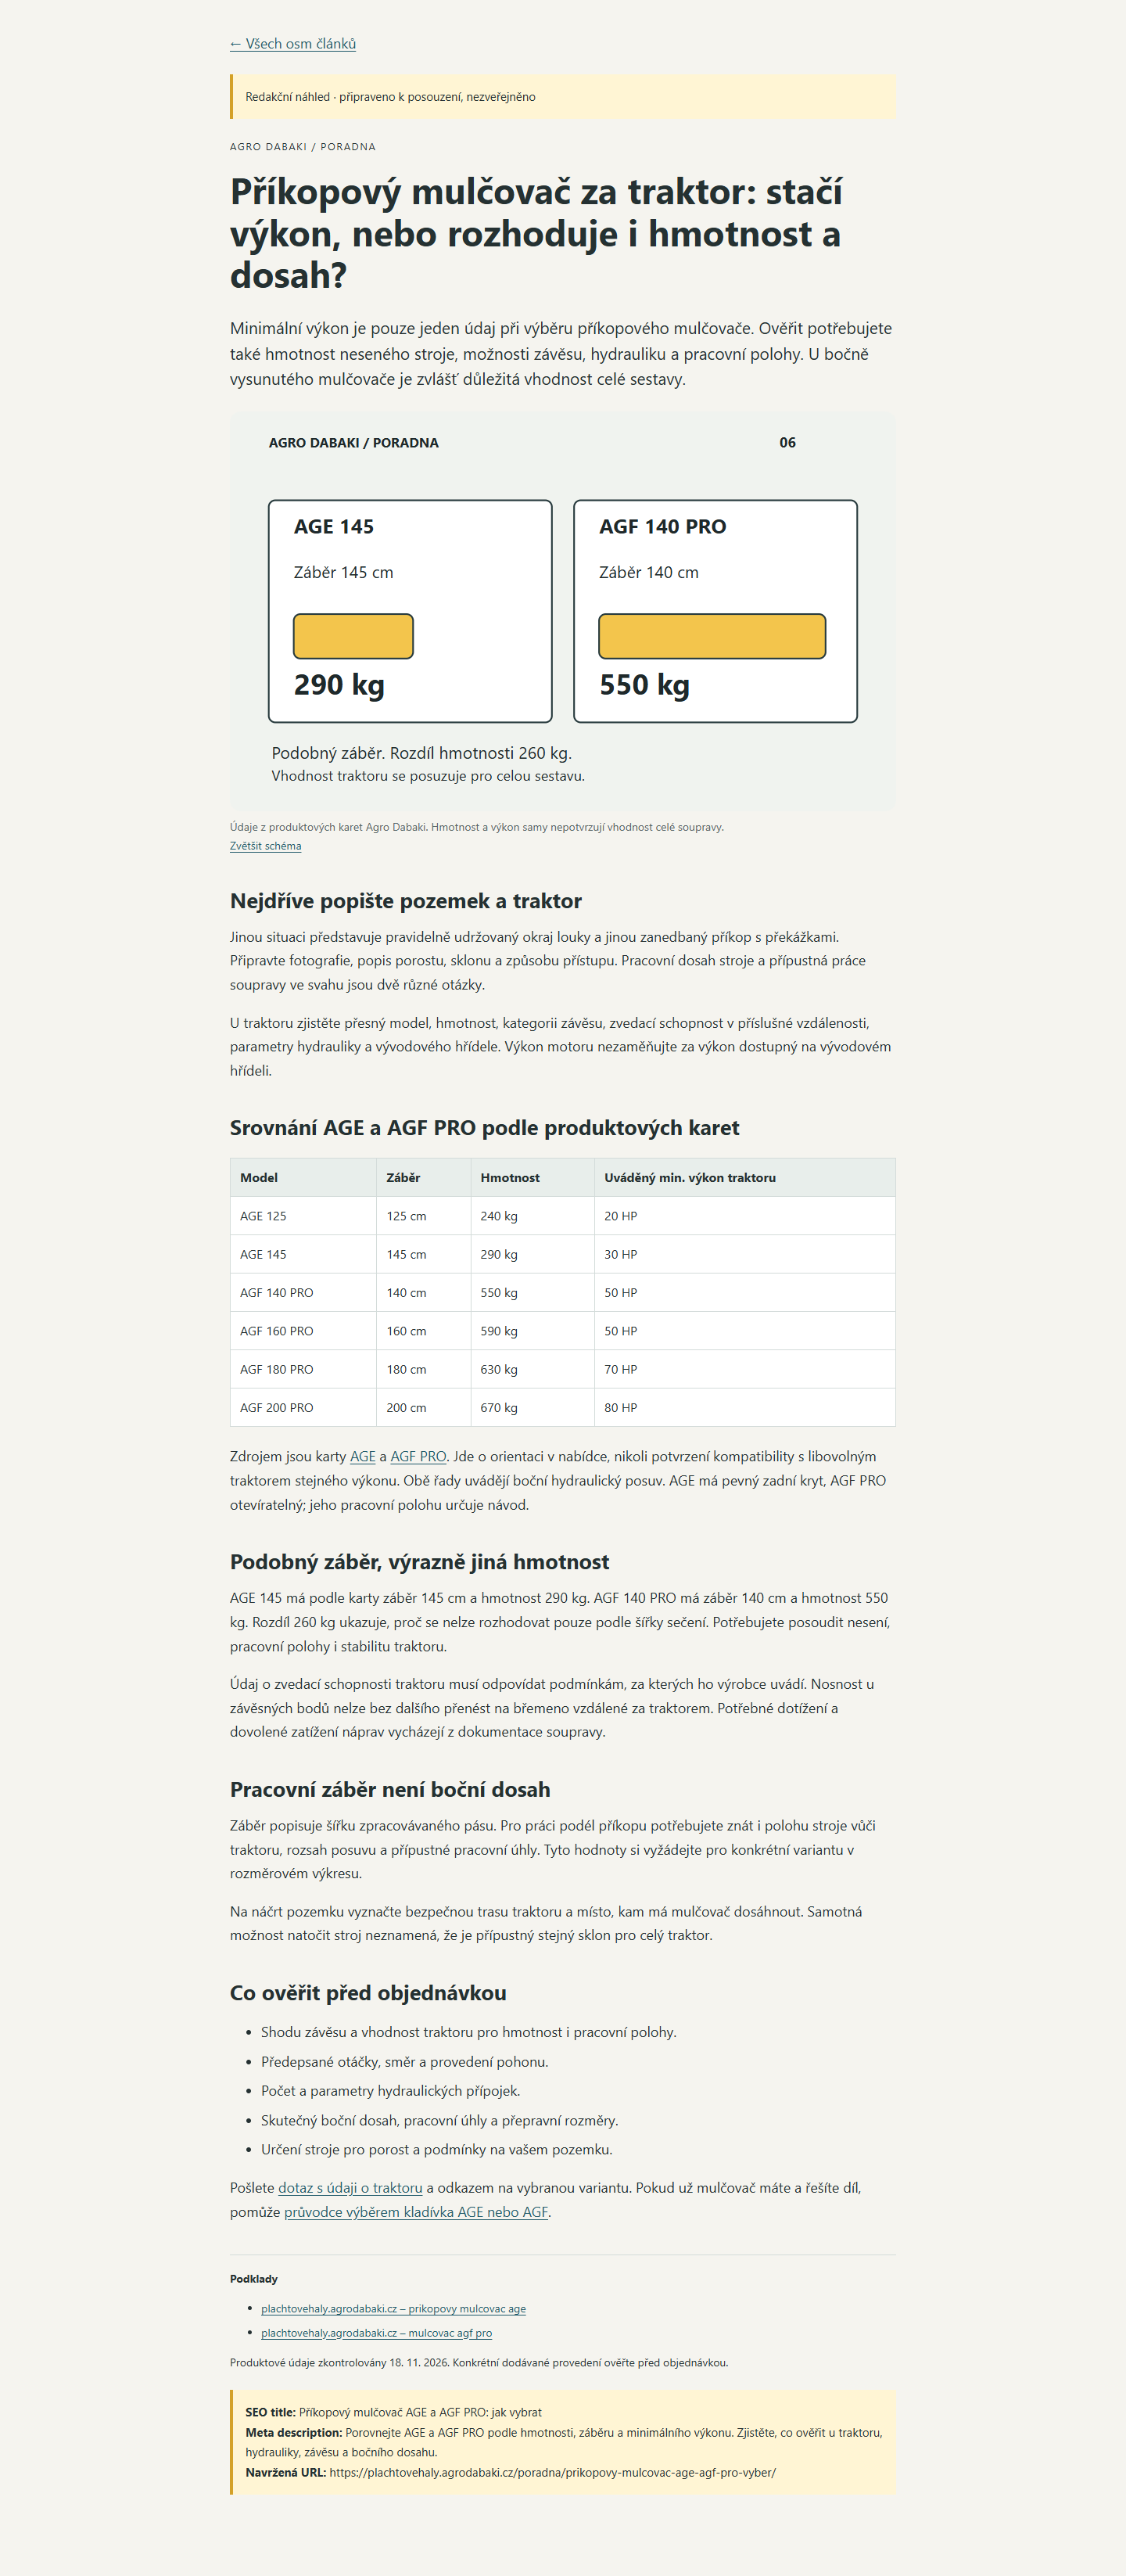 ← Všech osm článků
Redakční náhled · připraveno k posouzení, nezveřejněno
AGRO DABAKI / PORADNA
Příkopový mulčovač za traktor: stačí
výkon, nebo rozhoduje i hmotnost a
dosah?
Minimální výkon je pouze jeden údaj při výběru příkopového mulčovače. Ověřit potřebujete
také hmotnost neseného stroje, možnosti závěsu, hydrauliku a pracovní polohy. U bočně
vysunutého mulčovače je zvlášť důležitá vhodnost celé sestavy.
AGRO DABAKI / PORADNA 06
AGE 145 AGF 140 PRO
Záběr 145 cm Záběr 140 cm
290 kg 550 kg
Podobný záběr. Rozdíl hmotnosti 260 kg.
Vhodnost traktoru se posuzuje pro celou sestavu.
Údaje z produktových karet Agro Dabaki. Hmotnost a výkon samy nepotvrzují vhodnost celé soupravy.
Zvětšit schéma
Nejdříve popište pozemek a traktor
Jinou situaci představuje pravidelně udržovaný okraj louky a jinou zanedbaný příkop s překážkami.
Připravte fotografie, popis porostu, sklonu a způsobu přístupu. Pracovní dosah stroje a přípustná práce
soupravy ve svahu jsou dvě různé otázky.
U traktoru zjistěte přesný model, hmotnost, kategorii závěsu, zvedací schopnost v příslušné vzdálenosti,
parametry hydrauliky a vývodového hřídele. Výkon motoru nezaměňujte za výkon dostupný na vývodovém
hřídeli.
Srovnání AGE a AGF PRO podle produktových karet
Model Záběr Hmotnost Uváděný min. výkon traktoru
AGE 125 125 cm 240 kg 20 HP
AGE 145 145 cm 290 kg 30 HP
AGF 140 PRO 140 cm 550 kg 50 HP
AGF 160 PRO 160 cm 590 kg 50 HP
AGF 180 PRO 180 cm 630 kg 70 HP
AGF 200 PRO 200 cm 670 kg 80 HP
Zdrojem jsou karty AGE a AGF PRO. Jde o orientaci v nabídce, nikoli potvrzení kompatibility s libovolným
traktorem stejného výkonu. Obě řady uvádějí boční hydraulický posuv. AGE má pevný zadní kryt, AGF PRO
otevíratelný; jeho pracovní polohu určuje návod.
Podobný záběr, výrazně jiná hmotnost
AGE 145 má podle karty záběr 145 cm a hmotnost 290 kg. AGF 140 PRO má záběr 140 cm a hmotnost 550
kg. Rozdíl 260 kg ukazuje, proč se nelze rozhodovat pouze podle šířky sečení. Potřebujete posoudit nesení,
pracovní polohy i stabilitu traktoru.
Údaj o zvedací schopnosti traktoru musí odpovídat podmínkám, za kterých ho výrobce uvádí. Nosnost u
závěsných bodů nelze bez dalšího přenést na břemeno vzdálené za traktorem. Potřebné dotížení a
dovolené zatížení náprav vycházejí z dokumentace soupravy.
Pracovní záběr není boční dosah
Záběr popisuje šířku zpracovávaného pásu. Pro práci podél příkopu potřebujete znát i polohu stroje vůči
traktoru, rozsah posuvu a přípustné pracovní úhly. Tyto hodnoty si vyžádejte pro konkrétní variantu v
rozměrovém výkresu.
Na náčrt pozemku vyznačte bezpečnou trasu traktoru a místo, kam má mulčovač dosáhnout. Samotná
možnost natočit stroj neznamená, že je přípustný stejný sklon pro celý traktor.
Co ověřit před objednávkou
• Shodu závěsu a vhodnost traktoru pro hmotnost i pracovní polohy.
• Předepsané otáčky, směr a provedení pohonu.
• Počet a parametry hydraulických přípojek.
• Skutečný boční dosah, pracovní úhly a přepravní rozměry.
• Určení stroje pro porost a podmínky na vašem pozemku.
Pošlete dotaz s údaji o traktoru a odkazem na vybranou variantu. Pokud už mulčovač máte a řešíte díl,
pomůže průvodce výběrem kladívka AGE nebo AGF.
Podklady
• plachtovehaly.agrodabaki.cz – prikopovy mulcovac age
• plachtovehaly.agrodabaki.cz – mulcovac agf pro
Produktové údaje zkontrolovány 18. 11. 2026. Konkrétní dodávané provedení ověřte před objednávkou.
SEO title: Příkopový mulčovač AGE a AGF PRO: jak vybrat
Meta description: Porovnejte AGE a AGF PRO podle hmotnosti, záběru a minimálního výkonu. Zjistěte, co ověřit u traktoru,
hydrauliky, závěsu a bočního dosahu.
Navržená URL: https://plachtovehaly.agrodabaki.cz/poradna/prikopovy-mulcovac-age-agf-pro-vyber/